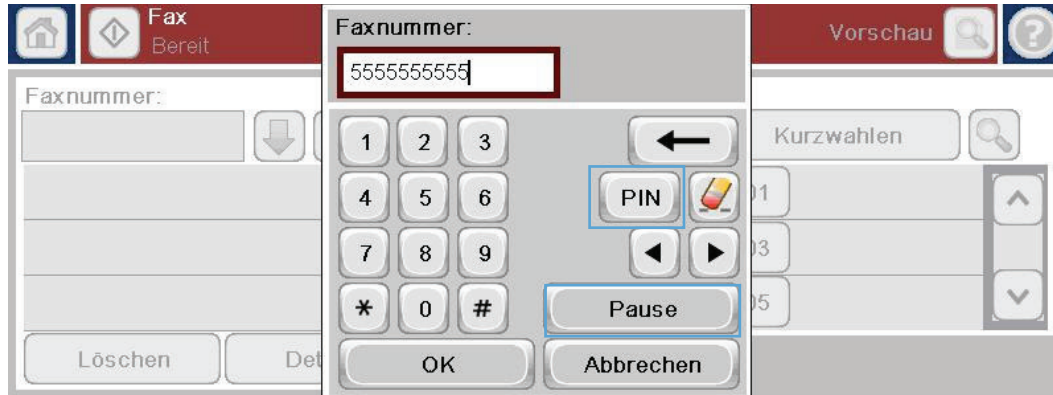 Fax
Bereit
Vorschau
Faxnummer:
Kurzwahlen
Löschen
Faxnummer:
5555555555
1 2 3
4 5 6 PIN
7 8 9
* 0 # Pause
OK Abbrechen